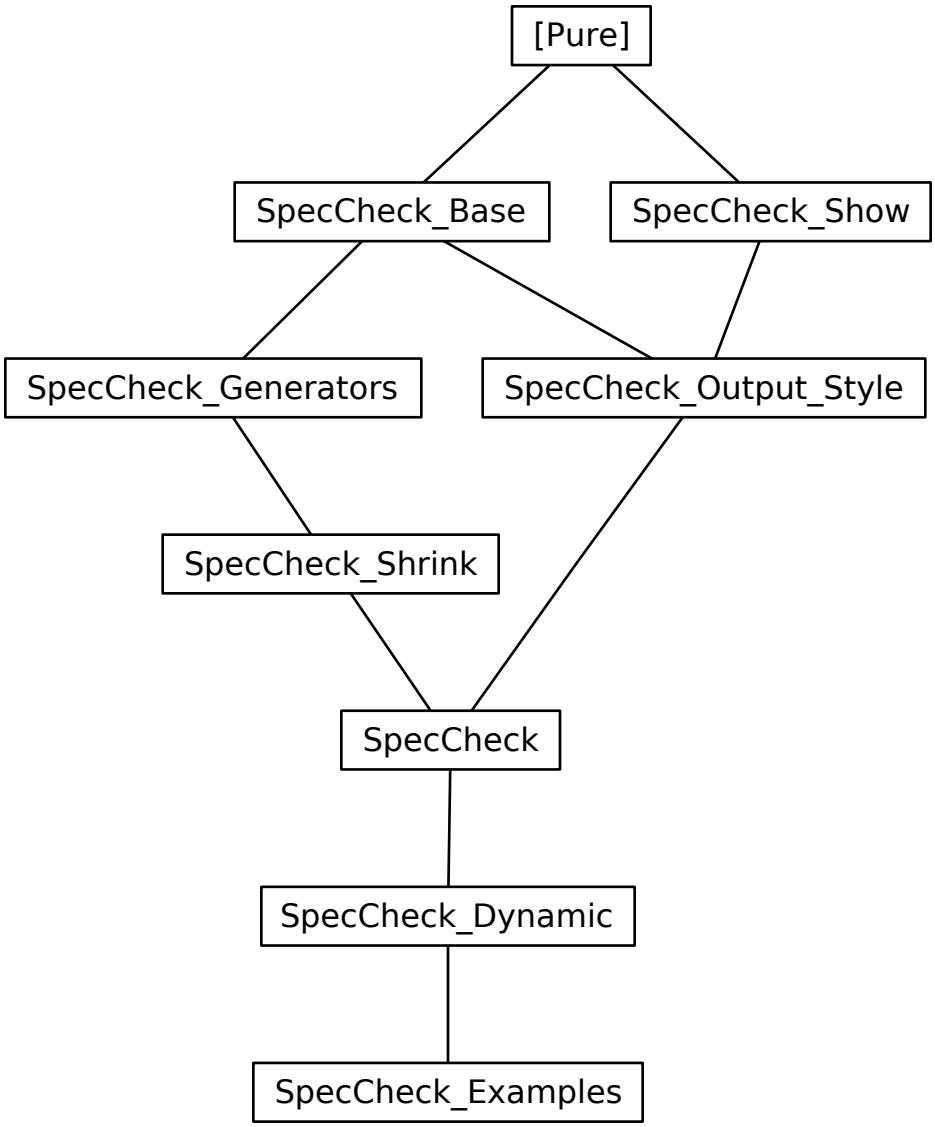 [Pure]
SpecCheck_Base
SpecCheck_Show
SpecCheck_Generators
SpecCheck_Output_Style
SpecCheck_Shrink
SpecCheck
SpecCheck_Dynamic
SpecCheck_Examples